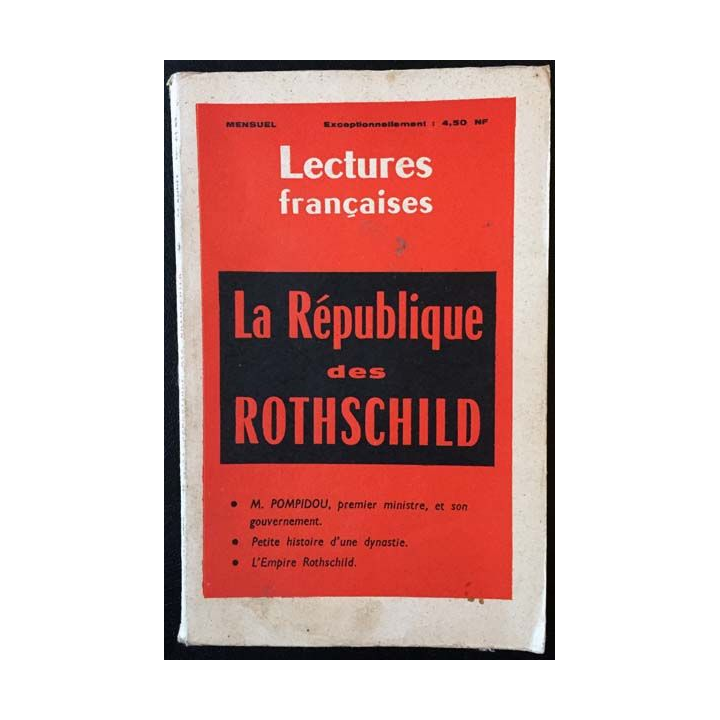 MENSUEL Exceptionnellement : 4,50 NF
Lectures
françaises
La République
des
ROTHSCHILD
• M. POMPIDOU, premier ministre, et son
gouvernement.
• Petite histoire d'une dynastie.
• L'Empire Rothschild.